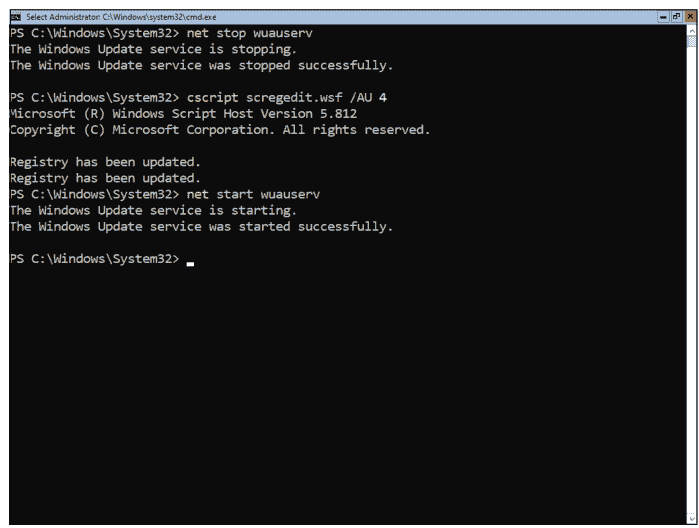 Select Administrator: C:\Windows\system32\cmd.exe
PS C:\Windows\System32> net stop wuauserv
The Windows Update service is stopping.
The Windows Update service was stopped successfully.
PS C:\Windows\System32> cscript scregedit.wsf /AU 4
Microsoft (R) Windows Script Host Version 5.812
Copyright (C) Microsoft Corporation. All rights reserved.
Registry has been updated.
Registry has been updated.
PS C:\Windows\System32> net start wuauserv
The Windows Update service is starting.
The Windows Update service was started successfully.
PS C:\Windows\System32>